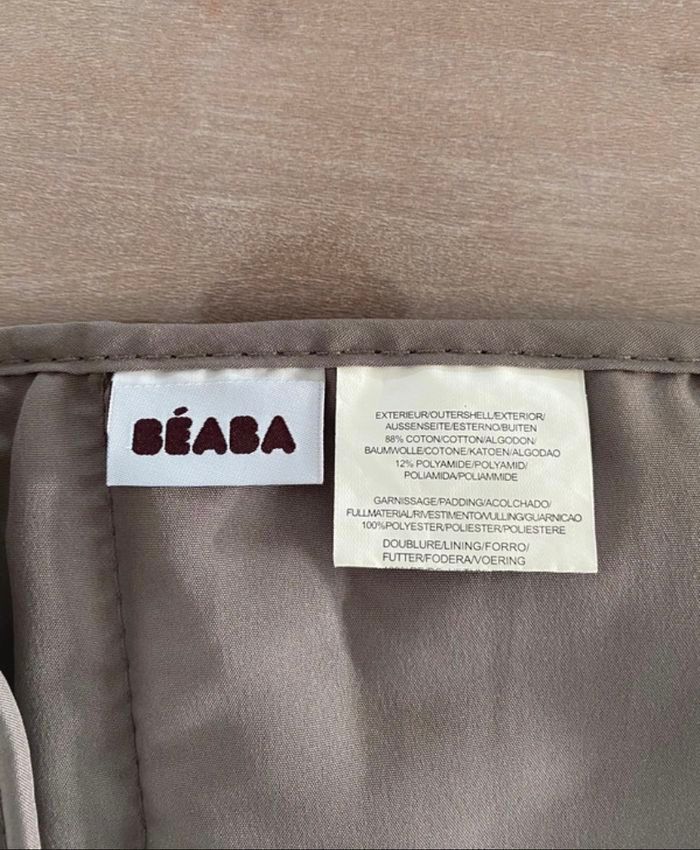 BÉABA
EXTERIEUR/OUTERSHELL/EXTERIOR/
AUSSENSEITE/ESTERNO/BUITEN
88% COTON/COTTON/ALGODON/
BAUMWOLLE/COTONE/KATOEN/ALGODAO
12% POLYAMIDE/POLYAMID/
POLIAMIDA/POLIAMMIDE
GARNISSAGE/PADDING/ACOLCHADO/
FULLMATERIAL/RIVESTIMENTO/VULLING/GUARNICAO
100%POLYESTER/POLIESTER/POLIESTERE
DOUBLURE/LINING/FORRO/
FUTTER/FODERA/VOERING